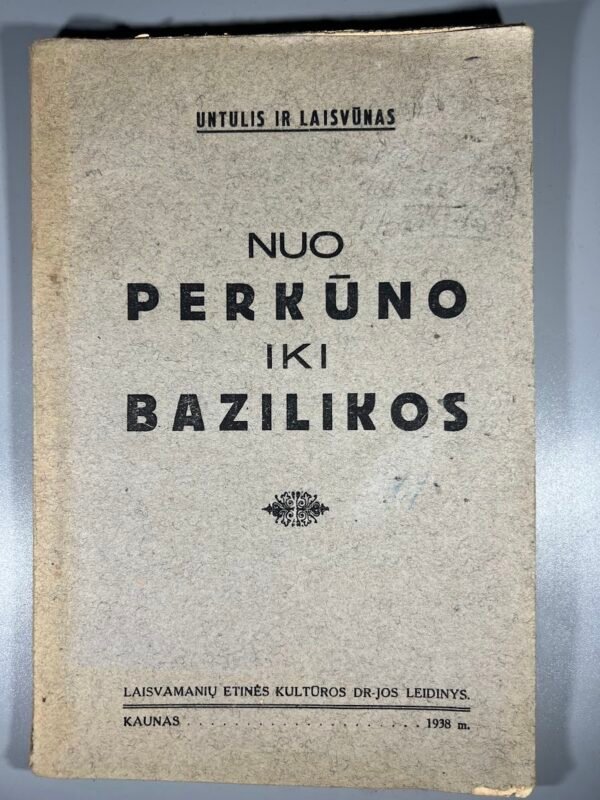 UNTULIS IR LAISVŪNAS
NUO
PERKŪNO
IKI
BAZILIKOS
LAISVAMANIŲ ETINĖS KULTŪROS DR-JOS LEIDINYS.
KAUNAS . . . . . . . . . . . . . . . . . . . . . . 1938 m.